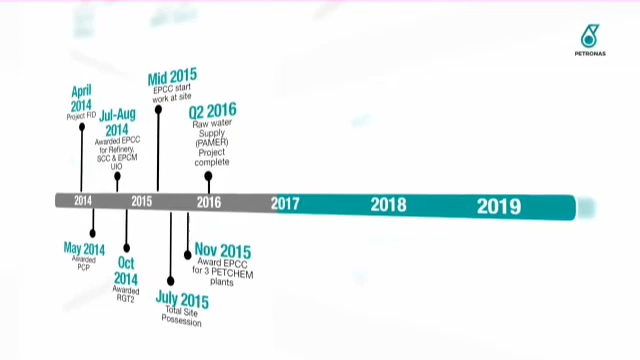 PETRONAS
April
2014
Project FID
Jul-Aug
2014
Awarded EPCC
for Refinery,
SCC & EPCM
UIO
Mid 2015
EPCC start
work at site
Q2 2016
Raw water
Supply
(PAMER)
Project
complete
2014 2015 2016 2017 2018 2019
May 2014
Awarded
PCP
Oct
2014
Awarded
RGT2
July 2015
Total Site
Possession
Nov 2015
Award EPCC
for 3 PETCHEM
plants